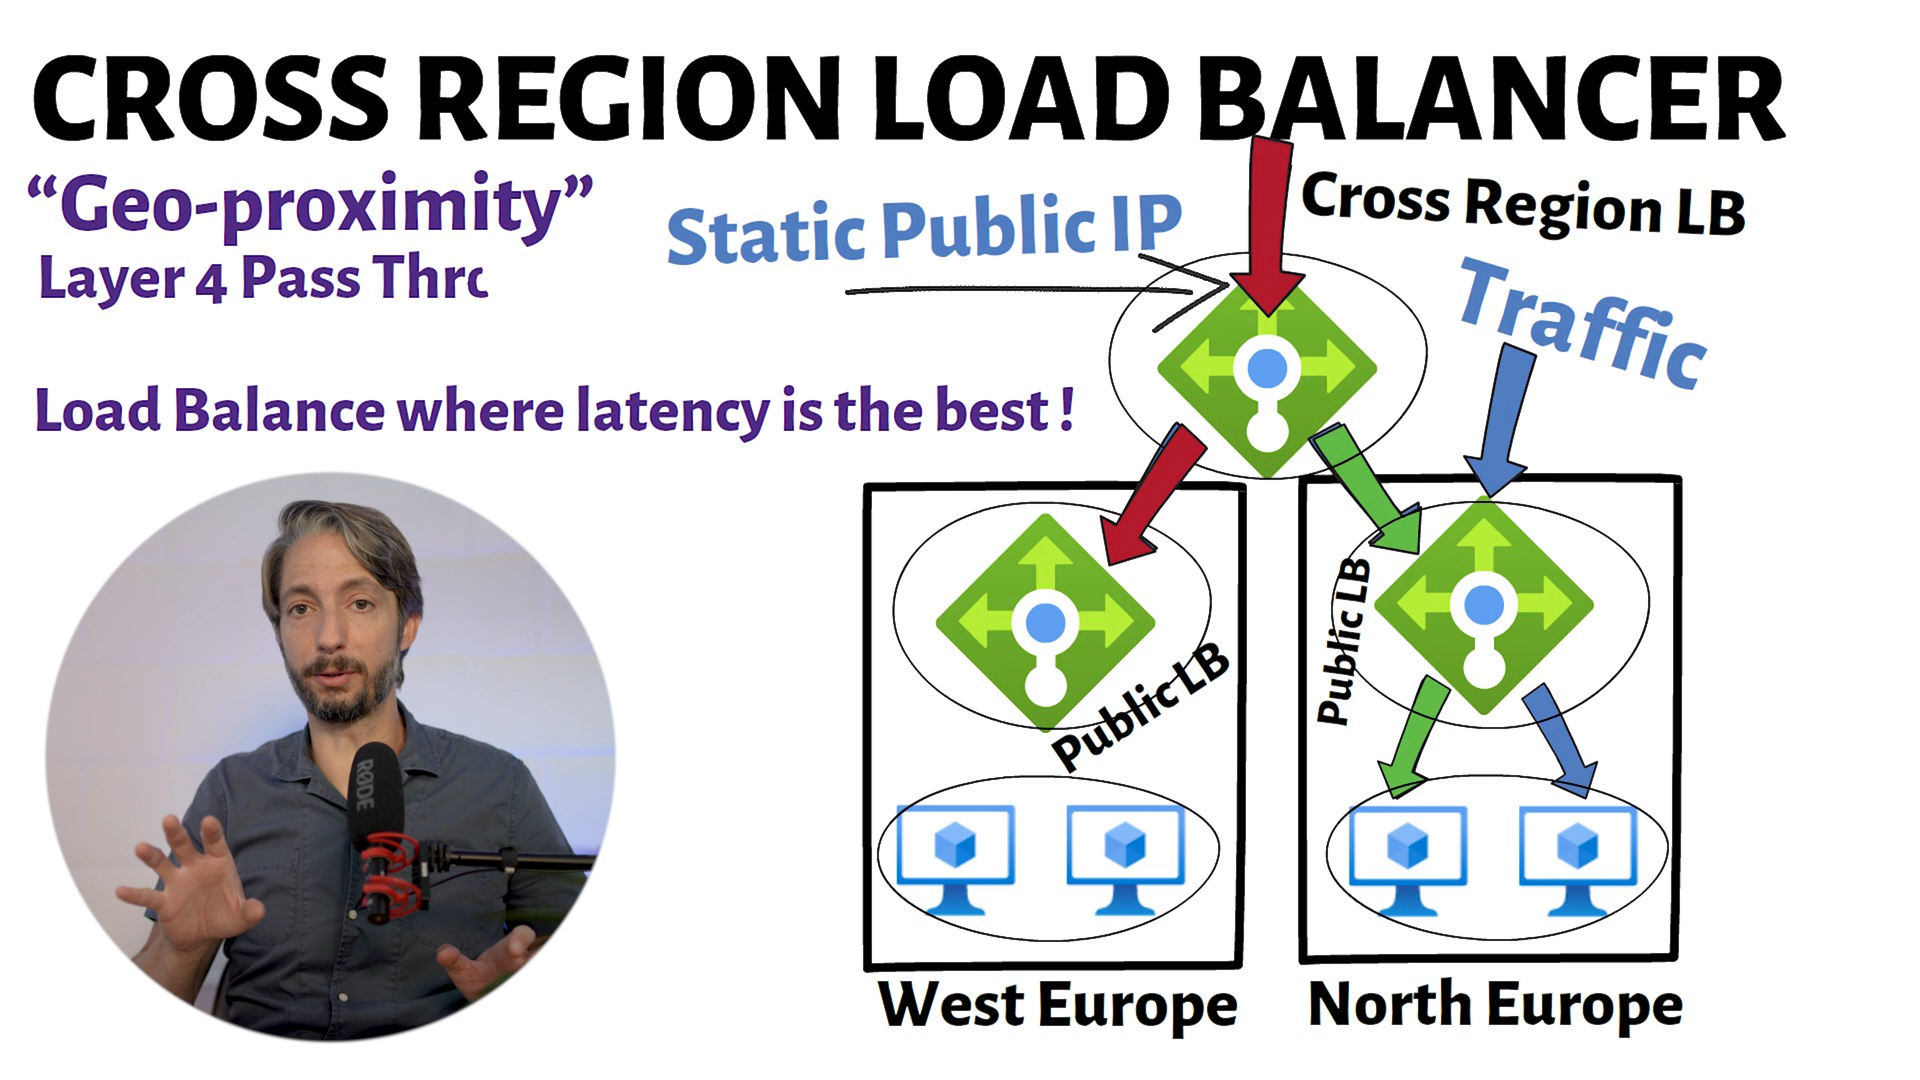 CROSS REGION LOAD BALANCER
“Geo-proximity”
Layer 4 Pass Thrc
Static Public IP
Cross Region LB
Traffic
Load Balance where latency is the best !
Public LB
Public LB
RØDE
West Europe
North Europe